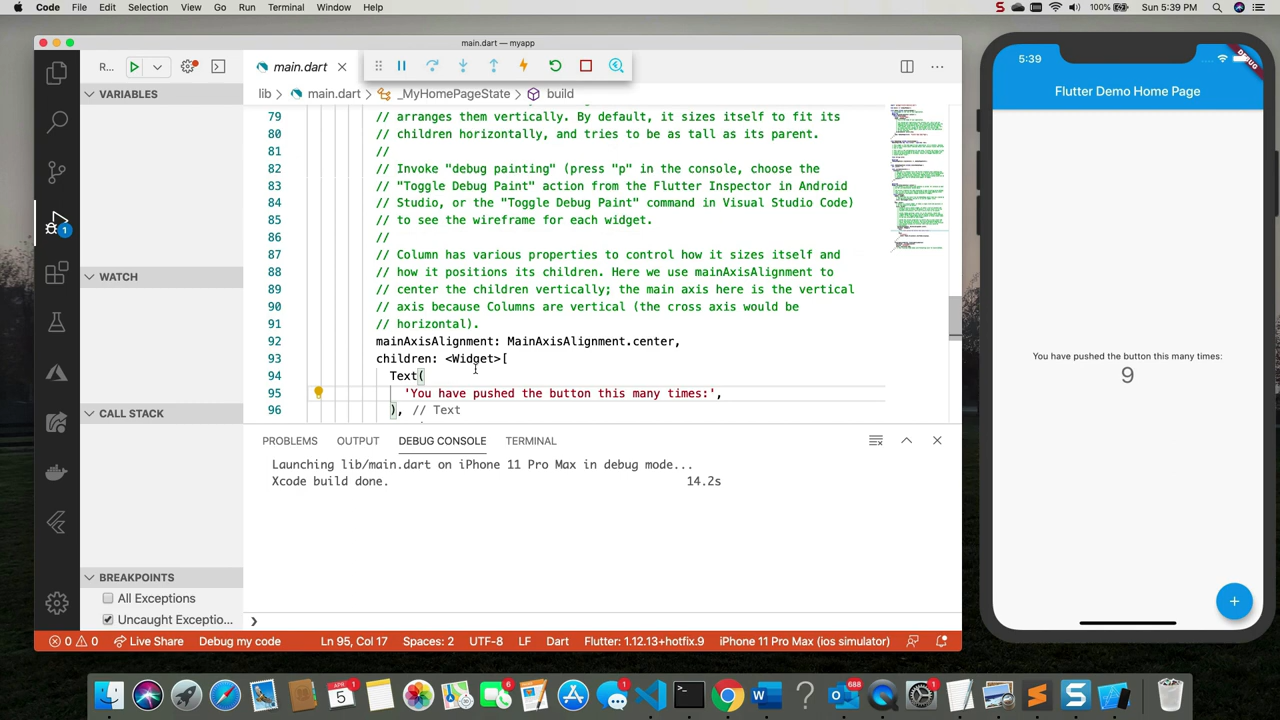 Code File Edit Selection View Go Run Terminal Window Help
100% Sun 5:39 PM
main.dart — myapp
R...
main.dart
lib > main.dart > _MyHomePageState > build
VARIABLES
WATCH
CALL STACK
BREAKPOINTS
All Exceptions
Uncaught Exceptio...
1
79 // arranges them vertically. By default, it sizes itself to fit its
80 // children horizontally, and tries to be as tall as its parent.
81 //
82 // Invoke "debug painting" (press "p" in the console, choose the
83 // "Toggle Debug Paint" action from the Flutter Inspector in Android
84 // Studio, or the "Toggle Debug Paint" command in Visual Studio Code)
85 // to see the wireframe for each widget.
86 //
87 // Column has various properties to control how it sizes itself and
88 // how it positions its children. Here we use mainAxisAlignment to
89 // center the children vertically; the main axis here is the vertical
90 // axis because Columns are vertical (the cross axis would be
91 // horizontal).
92 mainAxisAlignment: MainAxisAlignment.center,
93 children: <Widget>[
94 Text(
95 'You have pushed the button this many times:',
96 ), // Text
PROBLEMS OUTPUT DEBUG CONSOLE TERMINAL
Launching lib/main.dart on iPhone 11 Pro Max in debug mode...
Xcode build done. 14.2s
0 0 Live Share Debug my code Ln 95, Col 17 Spaces: 2 UTF-8 LF Dart Flutter: 1.12.13+hotfix.9 iPhone 11 Pro Max (ios simulator)
5:39
DEBUG
Flutter Demo Home Page
You have pushed the button this many times:
9
+
APR 5 1 6 1 688 1